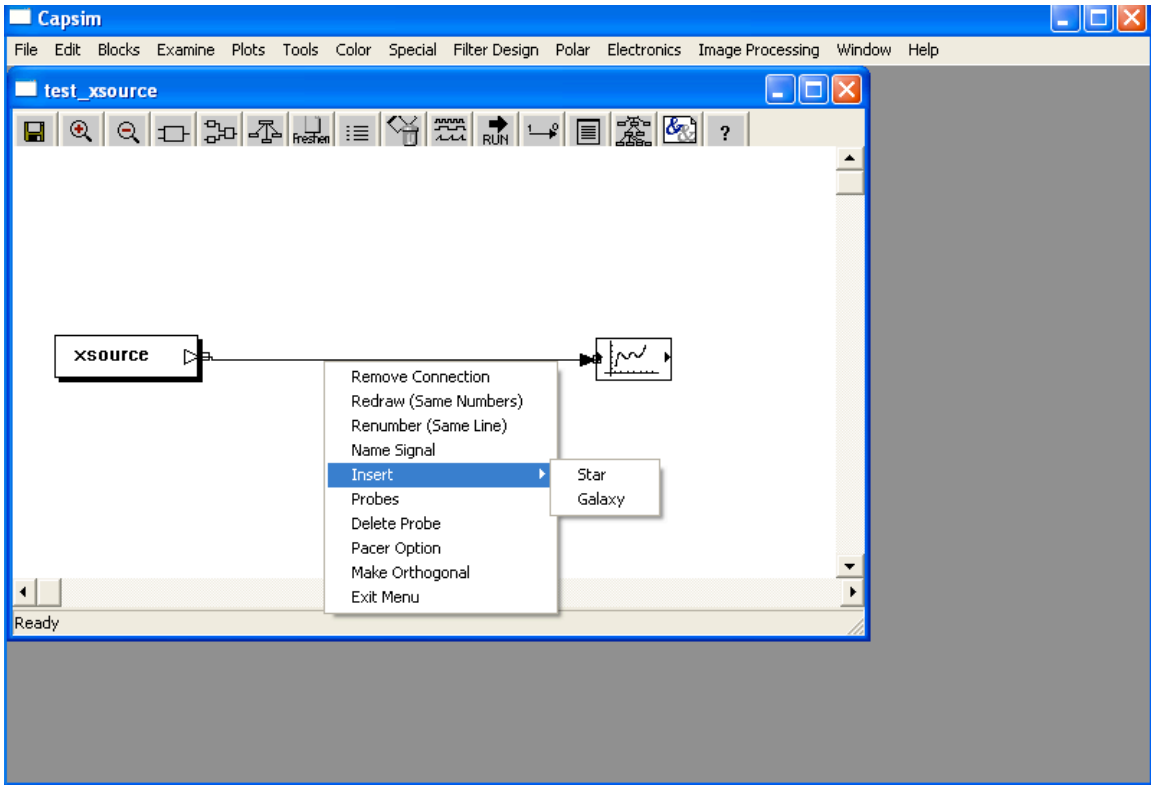 Capsim
File Edit Blocks Examine Plots Tools Color Special Filter Design Polar Electronics Image Processing Window Help
test_xsource
Freshen RUN 1 0 && ?
xsource
Remove Connection
Redraw (Same Numbers)
Renumber (Same Line)
Name Signal
Insert
Star
Probes
Galaxy
Delete Probe
Pacer Option
Make Orthogonal
Exit Menu
Ready